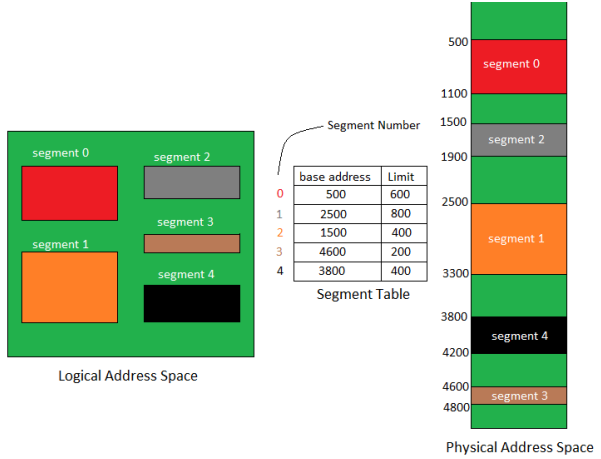 segment 0
segment 2
segment 3
segment 1
segment 4
Logical Address Space
Segment Number
base address Limit
0 500 600
1 2500 800
2 1500 400
3 4600 200
4 3800 400
Segment Table
500
segment 0
1100
1500
segment 2
1900
2500
segment 1
3300
3800
segment 4
4200
4600
segment 3
4800
Physical Address Space